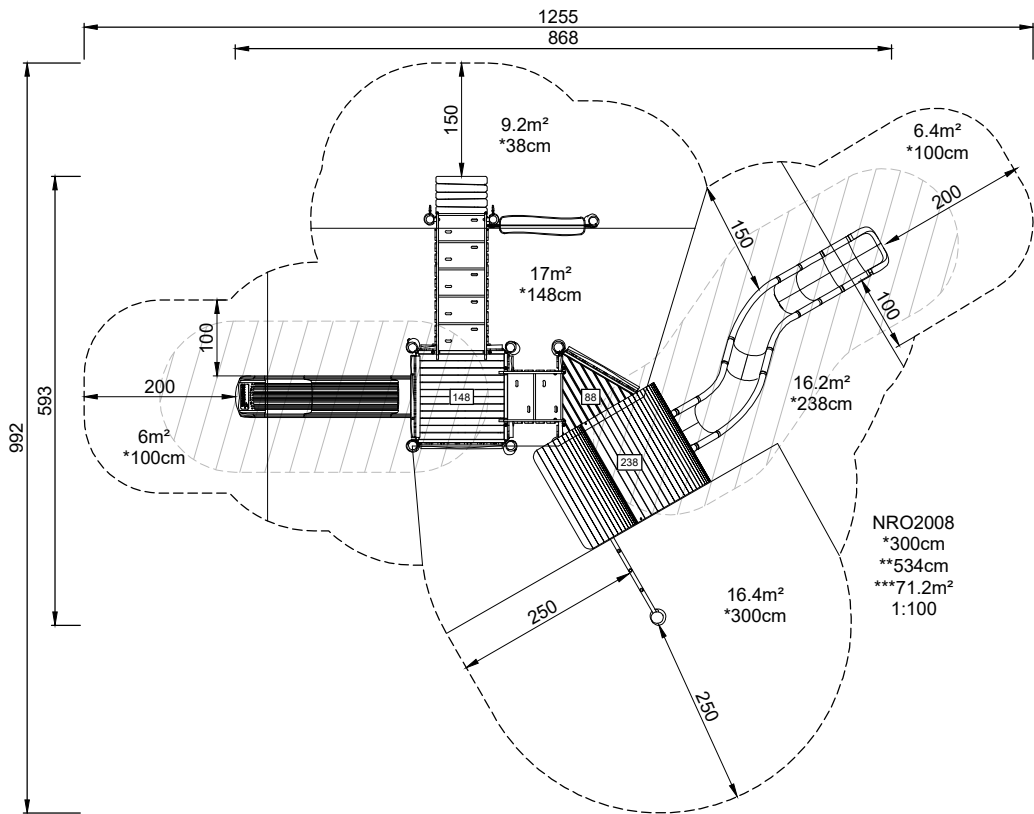 1255
868
992
593
150
9.2m²
*38cm
6.4m²
*100cm
200
150
100
17m²
*148cm
100
200
6m²
*100cm
148
88
238
16.2m²
*238cm
250
16.4m²
*300cm
250
NRO2008
*300cm
**534cm
***71.2m²
1:100